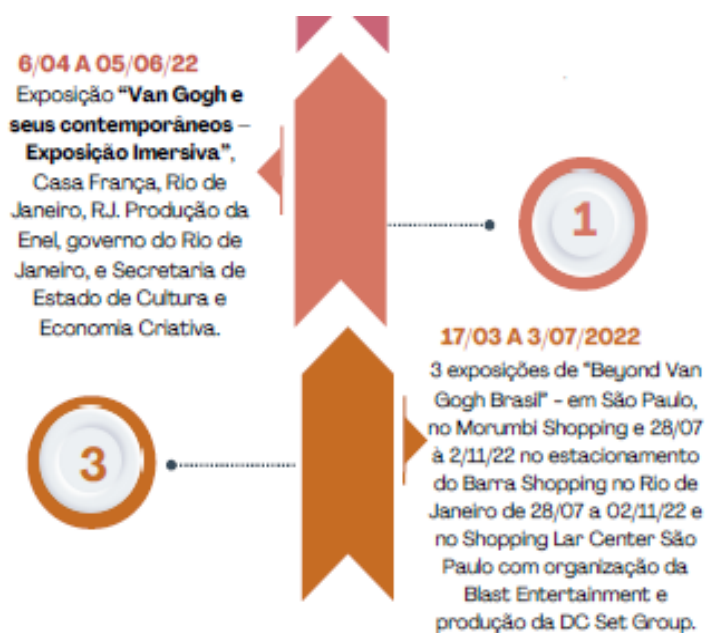 6/04 A 05/06/22
Exposição “Van Gogh e
seus contemporâneos –
Exposição Imersiva”,
Casa França, Rio de
Janeiro, RJ. Produção da
Enel, governo do Rio de
Janeiro, e Secretaria de
Estado de Cultura e
Economia Criativa.
1
17/03 A 3/07/2022
3 exposições de "Beyond Van
Gogh Brasil" - em São Paulo,
no Morumbi Shopping e 28/07
à 2/11/22 no estacionamento
do Barra Shopping no Rio de
Janeiro de 28/07 a 02/11/22 e
no Shopping Lar Center São
Paulo com organização da
Blast Entertainment e
produção da DC Set Group.
3